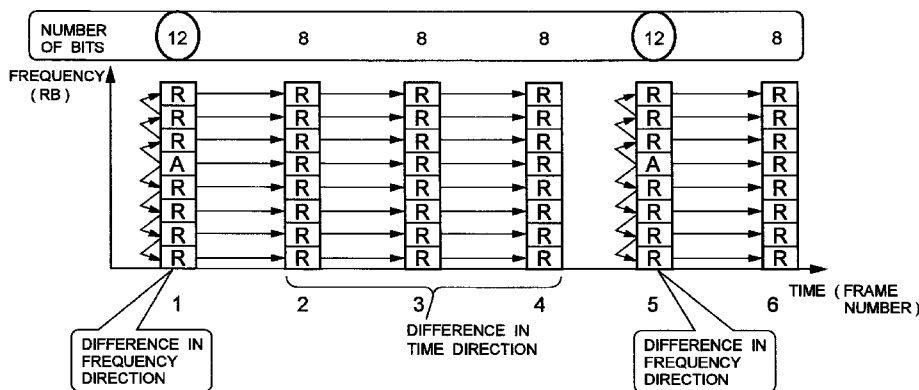 NUMBER
OF BITS
12 8 8 8 12 8
FREQUENCY
( RB )
R R R R R R
R R R R R R
R R R R R R
A R R R A R
R R R R R R
R R R R R R
R R R R R R
R R R R R R
1 2 3 4 5 6
TIME ( FRAME
NUMBER )
DIFFERENCE IN
FREQUENCY
DIRECTION
DIFFERENCE IN
TIME DIRECTION
DIFFERENCE IN
FREQUENCY
DIRECTION